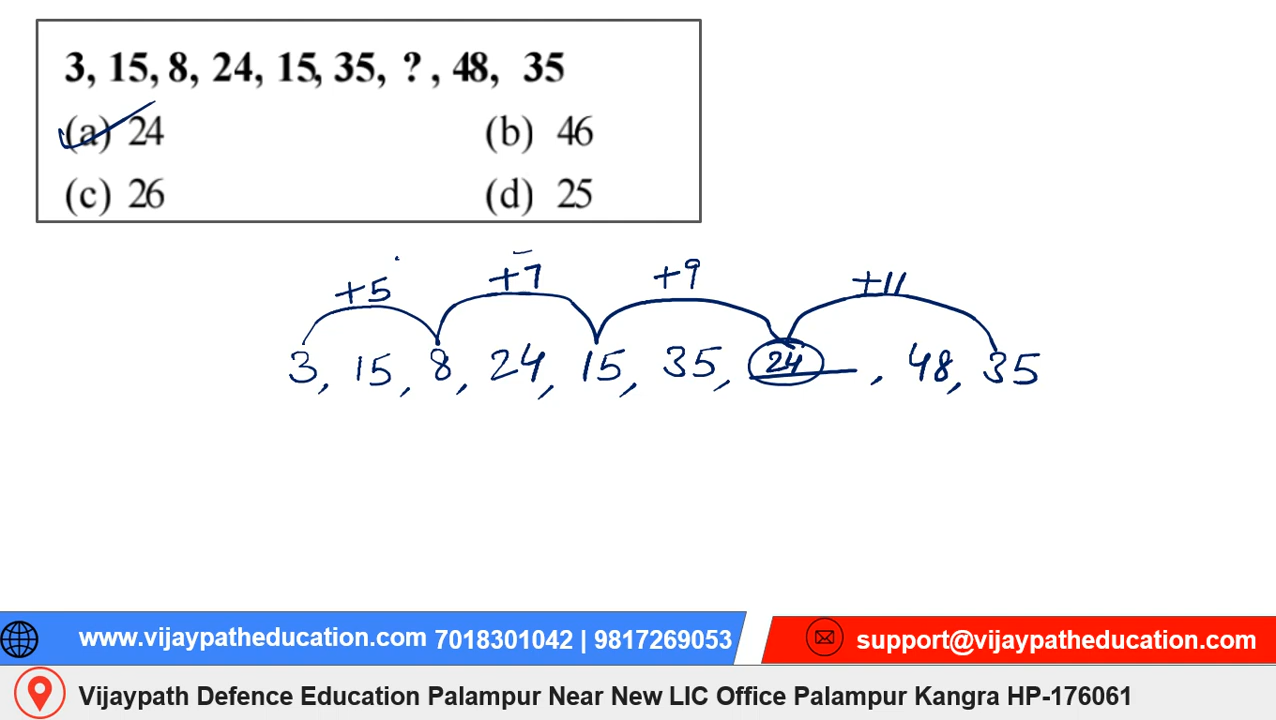 3, 15, 8, 24, 15, 35, ? , 48, 35
(a) 24 (b) 46
(c) 26 (d) 25
+5 +7 +9 +11
3, 15, 8, 24, 15, 35, 24, 48, 35
www.vijaypatheducation.com 7018301042 | 9817269053 support@vijaypatheducation.com
Vijaypath Defence Education Palampur Near New LIC Office Palampur Kangra HP-176061